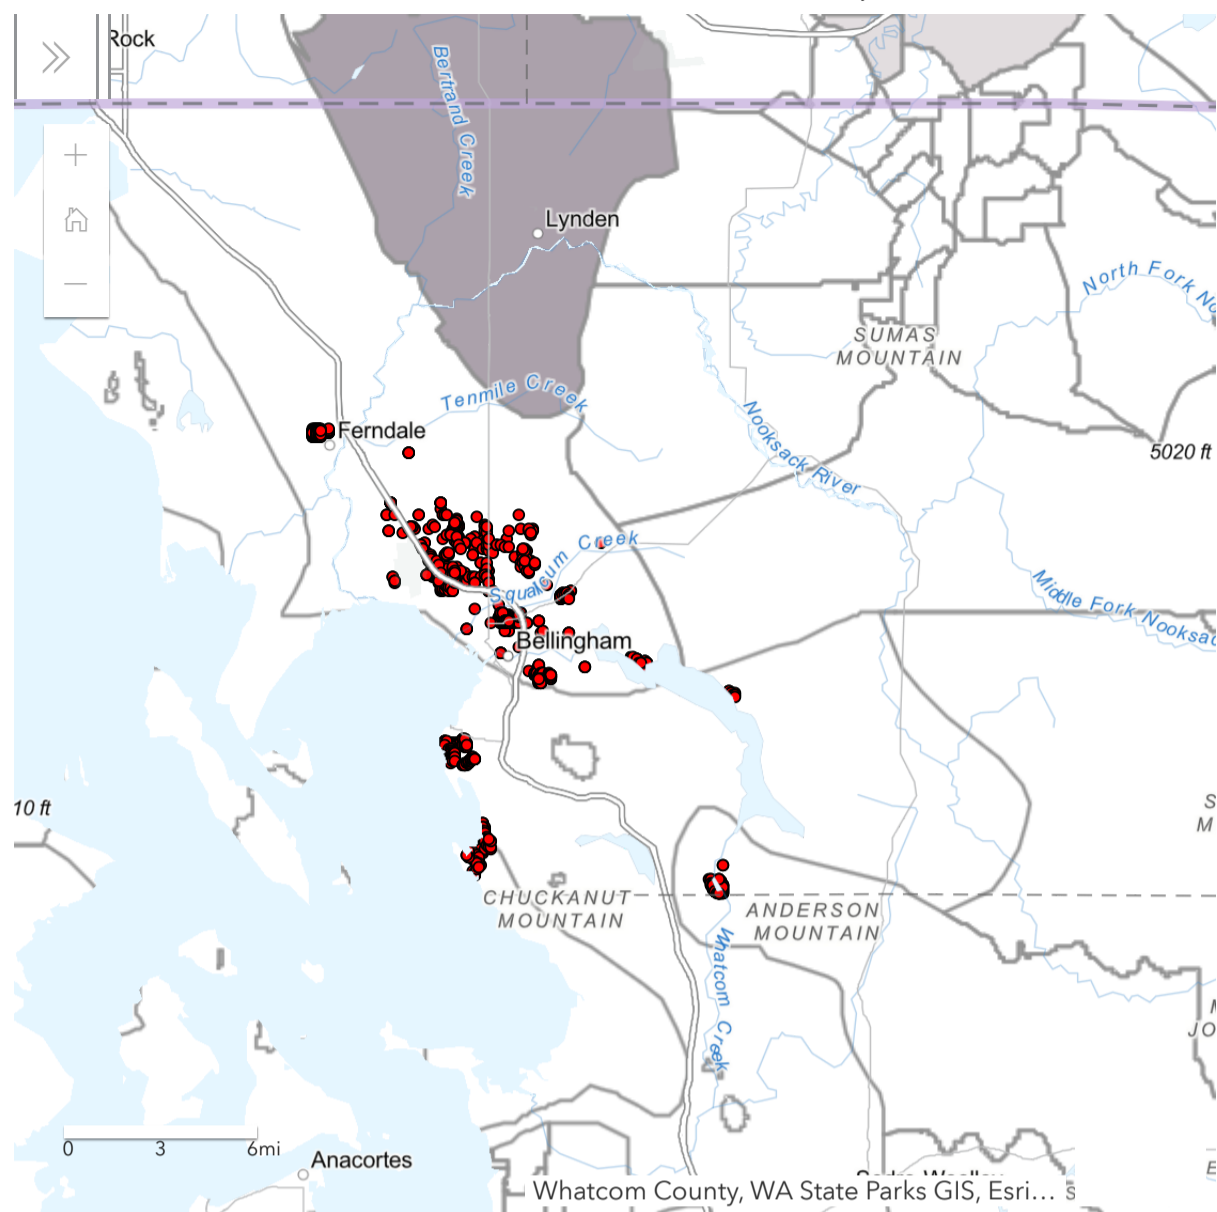 Rock
Bertrand Creek
Lynden
North Fork
SUMAS
MOUNTAIN
Tenmile Creek
Nooksack River
5020 ft
Ferndale
Squalicum Creek
Middle Fork Nooksac
Bellingham
10 ft
S
M
CHUCKANUT
MOUNTAIN
ANDERSON
MOUNTAIN
Whatcom Creek
JO
0 3 6mi
Anacortes
Whatcom County, WA State Parks GIS, Esri...